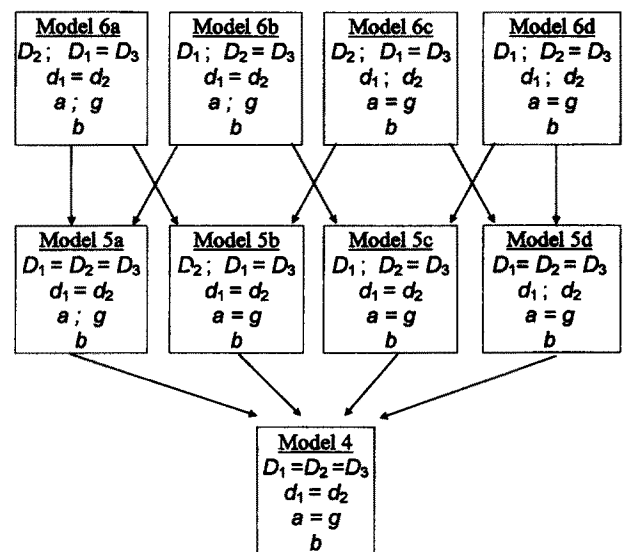 Model 6a
D₂ ; D₁ = D₃
d₁ = d₂
a ; g
b
Model 6b
D₁ ; D₂ = D₃
d₁ = d₂
a ; g
b
Model 6c
D₂ ; D₁ = D₃
d₁ ; d₂
a = g
b
Model 6d
D₁ ; D₂ = D₃
d₁ ; d₂
a = g
b
Model 5a
D₁ = D₂ = D₃
d₁ = d₂
a ; g
b
Model 5b
D₂ ; D₁ = D₃
d₁ = d₂
a = g
b
Model 5c
D₁ ; D₂ = D₃
d₁ = d₂
a = g
b
Model 5d
D₁ = D₂ = D₃
d₁ ; d₂
a = g
b
Model 4
D₁ = D₂ = D₃
d₁ = d₂
a = g
b